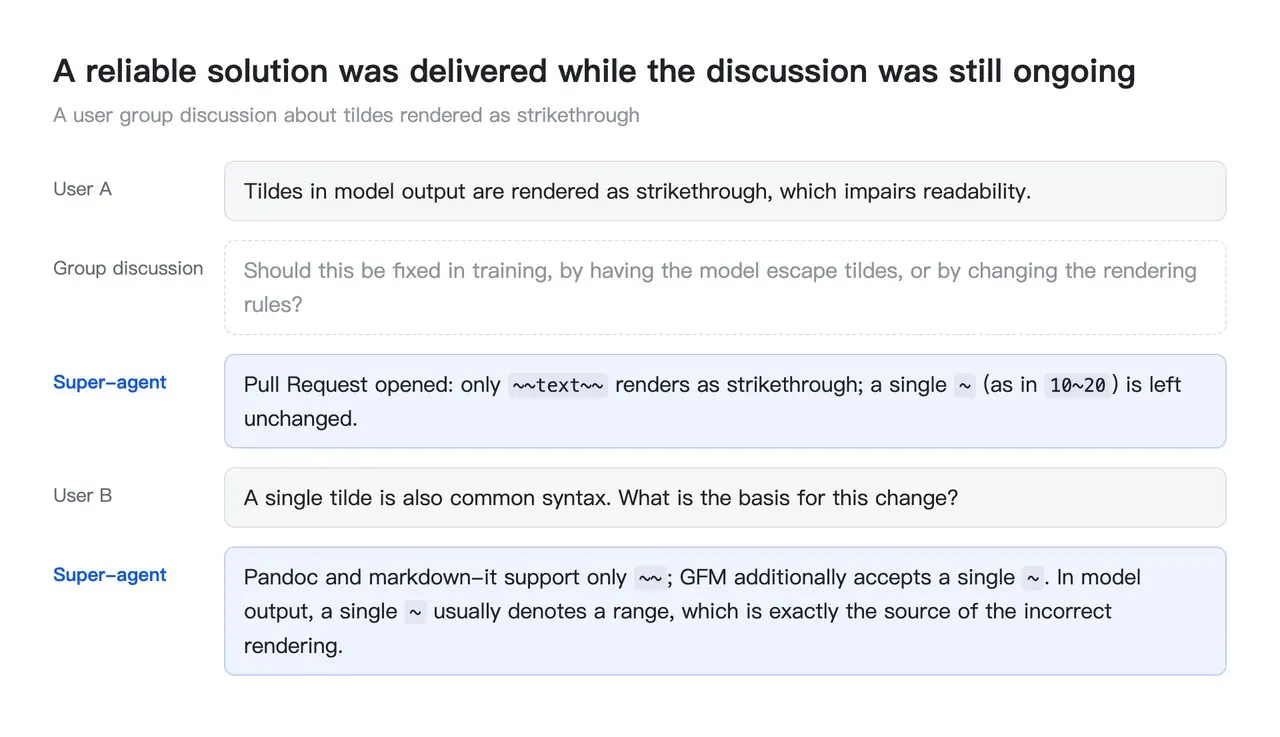 A reliable solution was delivered while the discussion was still ongoing
A user group discussion about tildes rendered as strikethrough
User A
Tildes in model output are rendered as strikethrough, which impairs readability.
Group discussion
Should this be fixed in training, by having the model escape tildes, or by changing the rendering
rules?
Super-agent
Pull Request opened: only ~~text~~ renders as strikethrough; a single ~ (as in 10~20 ) is left
unchanged.
User B
A single tilde is also common syntax. What is the basis for this change?
Super-agent
Pandoc and markdown-it support only ~~; GFM additionally accepts a single ~. In model
output, a single ~ usually denotes a range, which is exactly the source of the incorrect
rendering.